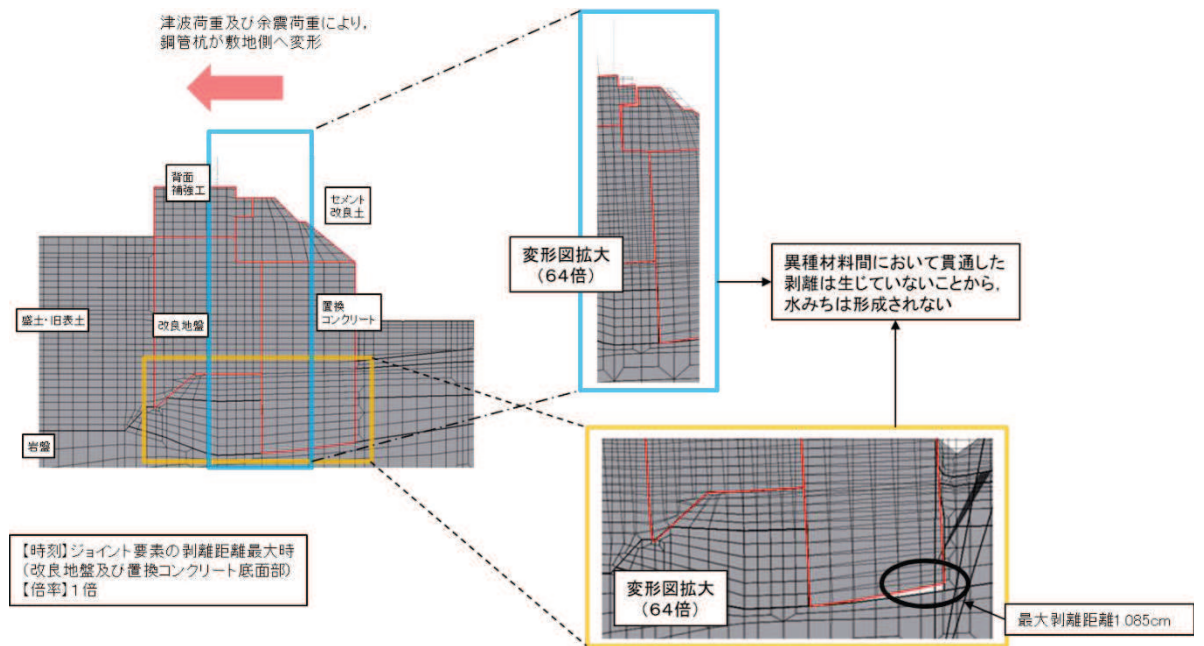 津波荷重及び余震荷重により,
鋼管杭が敷地側へ変形
背面
補強工
セメント
改良土
盛土・旧表土
改良地盤
置換
コンクリート
岩盤
変形図拡大
(64倍)
異種材料間において貫通した
剥離は生じていないことから,
水みちは形成されない
変形図拡大
(64倍)
最大剥離距離1.085cm
【時刻】ジョイント要素の剥離距離最大時
(改良地盤及び置換コンクリート底面部)
【倍率】1倍